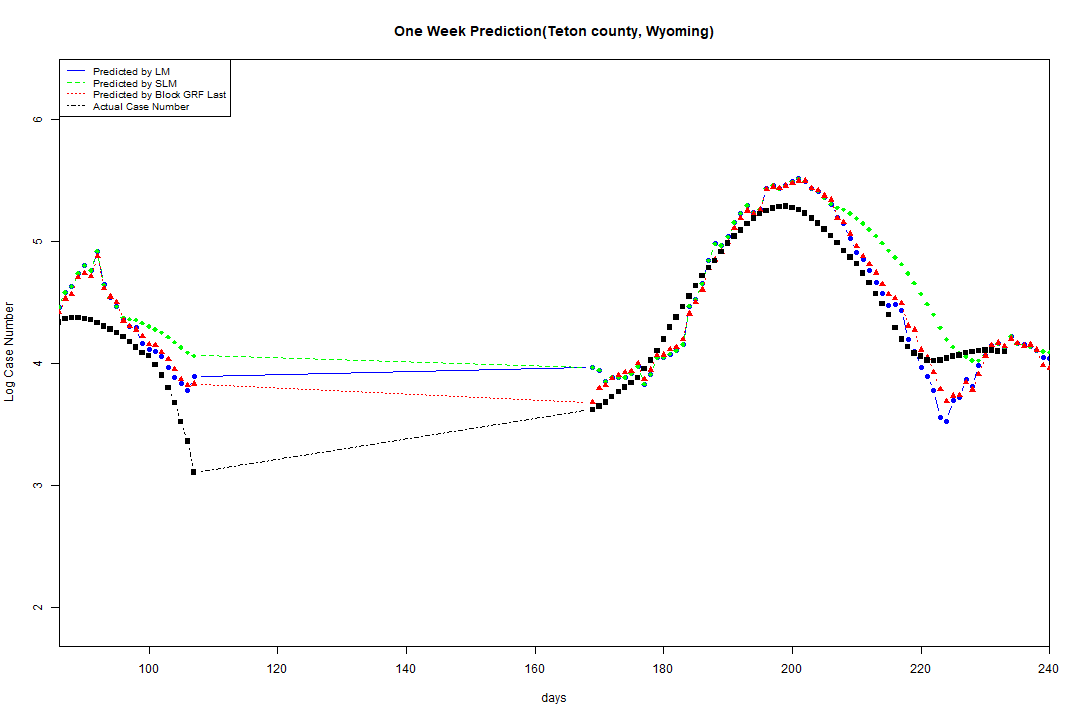 One Week Prediction(Teton county, Wyoming)
Predicted by LM
Predicted by SLM
Predicted by Block GRF Last
Actual Case Number
Log Case Number
6
5
4
3
2
100 120 140 160 180 200 220 240
days